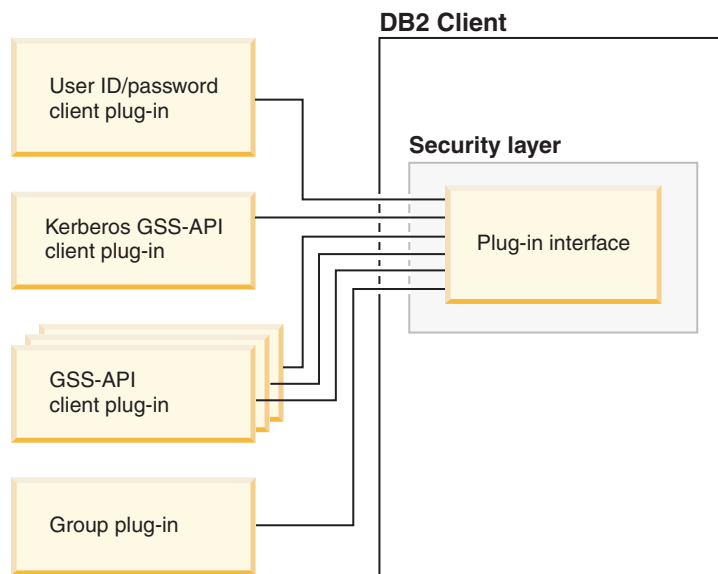 DB2 Client
User ID/password
client plug-in
Security layer
Kerberos GSS-API
client plug-in
Plug-in interface
GSS-API
client plug-in
Group plug-in